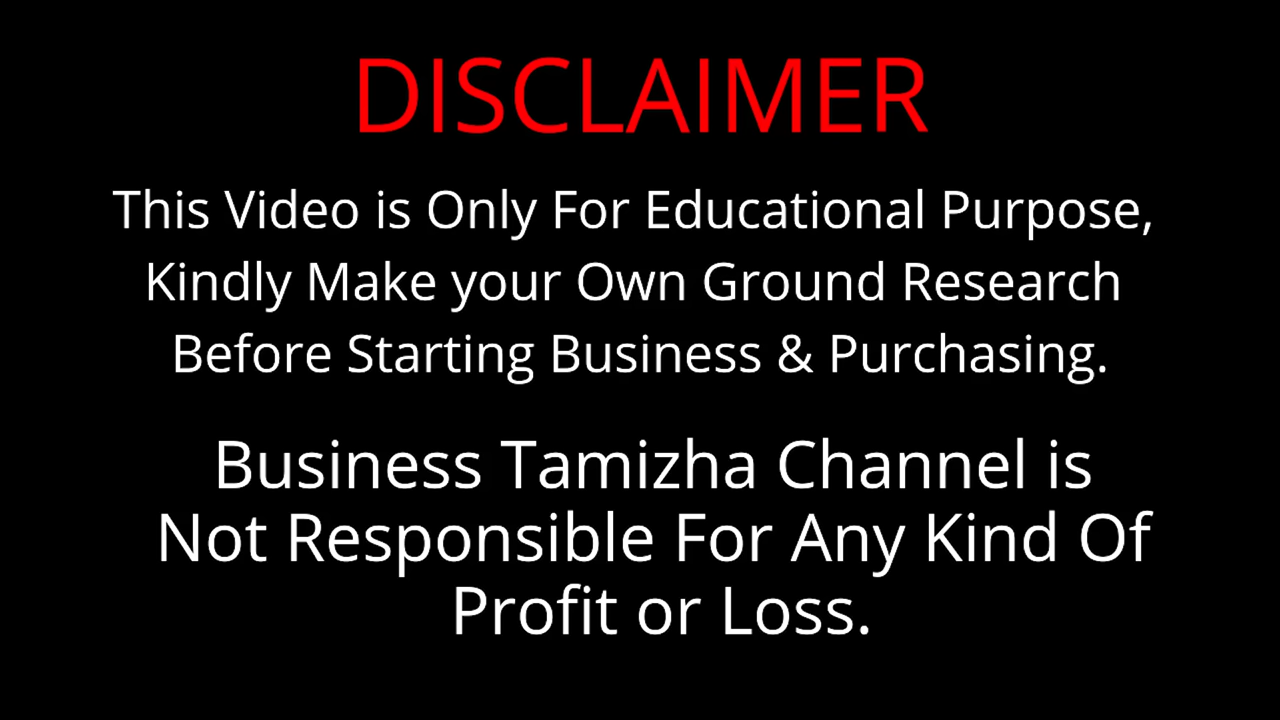 DISCLAIMER
This Video is Only For Educational Purpose,
Kindly Make your Own Ground Research
Before Starting Business & Purchasing.
Business Tamizha Channel is
Not Responsible For Any Kind Of
Profit or Loss.